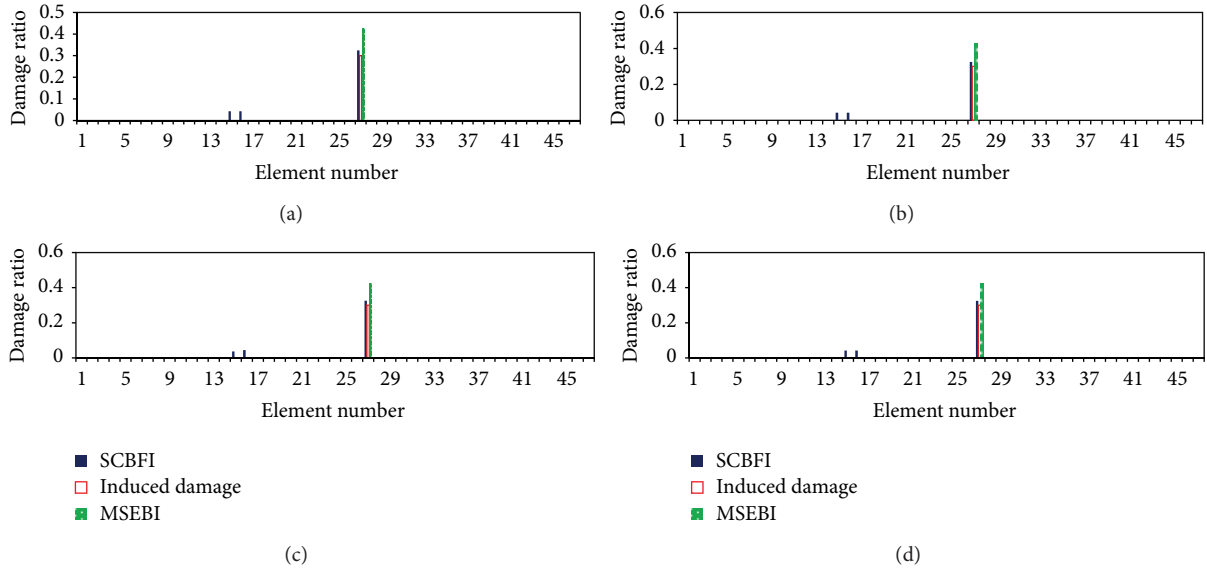 Damage ratio
0.5
0.4
0.3
0.2
0.1
0
1 5 9 13 17 21 25 29 33 37 41 45
Element number
(a)
Damage ratio
0.6
0.4
0.2
0
1 5 9 13 17 21 25 29 33 37 41 45
Element number
(b)
Damage ratio
0.6
0.4
0.2
0
1 5 9 13 17 21 25 29 33 37 41 45
Element number
SCBFI
Induced damage
MSEBI
(c)
Damage ratio
0.6
0.4
0.2
0
1 5 9 13 17 21 25 29 33 37 41 45
Element number
SCBFI
Induced damage
MSEBI
(d)